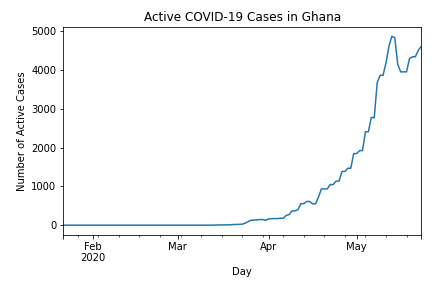 Active COVID-19 Cases in Ghana
Number of Active Cases
5000
4000
3000
2000
1000
0
Feb Mar Apr May
2020
Day